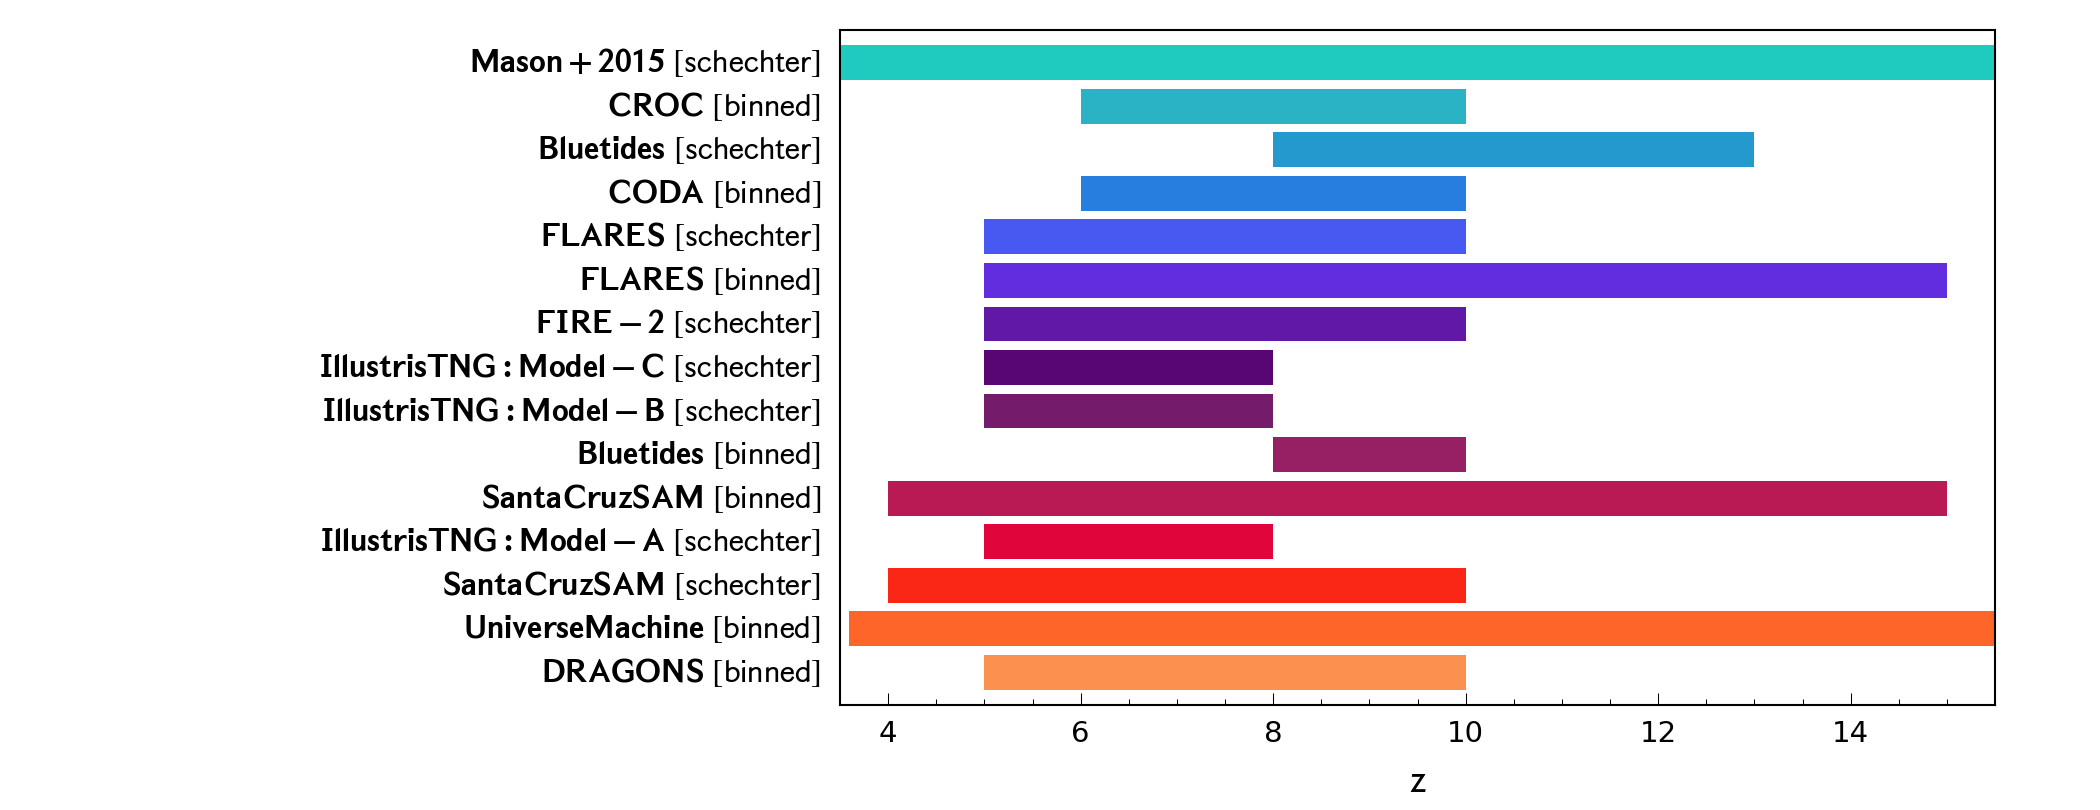 Mason + 2015 [schechter]
CROC [binned]
Bluetides [schechter]
CODA [binned]
FLARES [schechter]
FLARES [binned]
FIRE – 2 [schechter]
IllustrisTNG : Model – C [schechter]
IllustrisTNG : Model – B [schechter]
Bluetides [binned]
SantaCruzSAM [binned]
IllustrisTNG : Model – A [schechter]
SantaCruzSAM [schechter]
UniverseMachine [binned]
DRAGONS [binned]
4 6 8 10 12 14
z